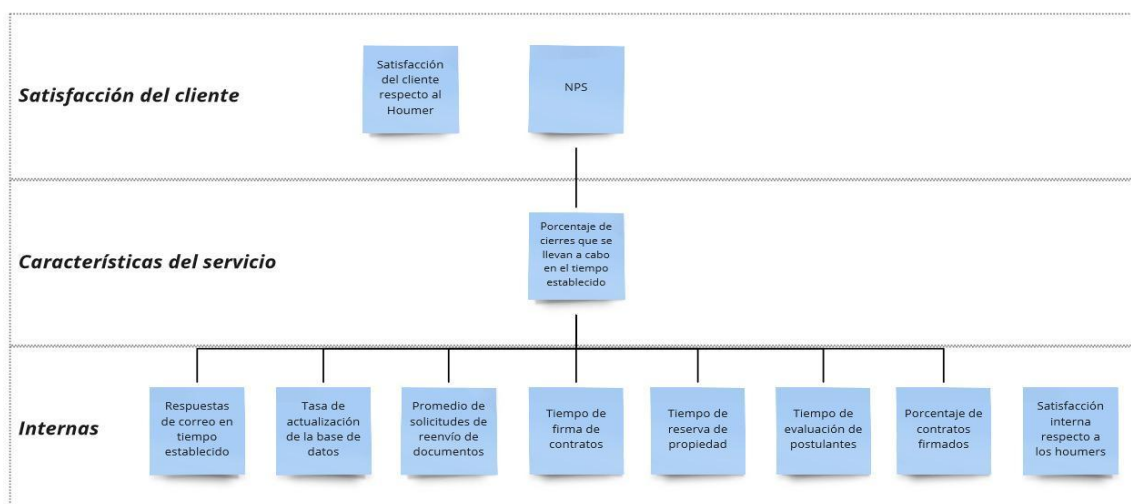 Satisfacción del cliente
Satisfacción
del cliente
respecto al
Houmer
NPS
Características del servicio
Porcentaje de
cierres que se
llevan a cabo
en el tiempo
establecido
Internas
Respuestas
de correo en
tiempo
establecido
Tasa de
actualización
de la base de
datos
Promedio de
solicitudes de
reenvío de
documentos
Tiempo de
firma de
contratos
Tiempo de
reserva de
propiedad
Tiempo de
evaluación de
postulantes
Porcentaje de
contratos
firmados
Satisfacción
interna
respecto a
los houmers